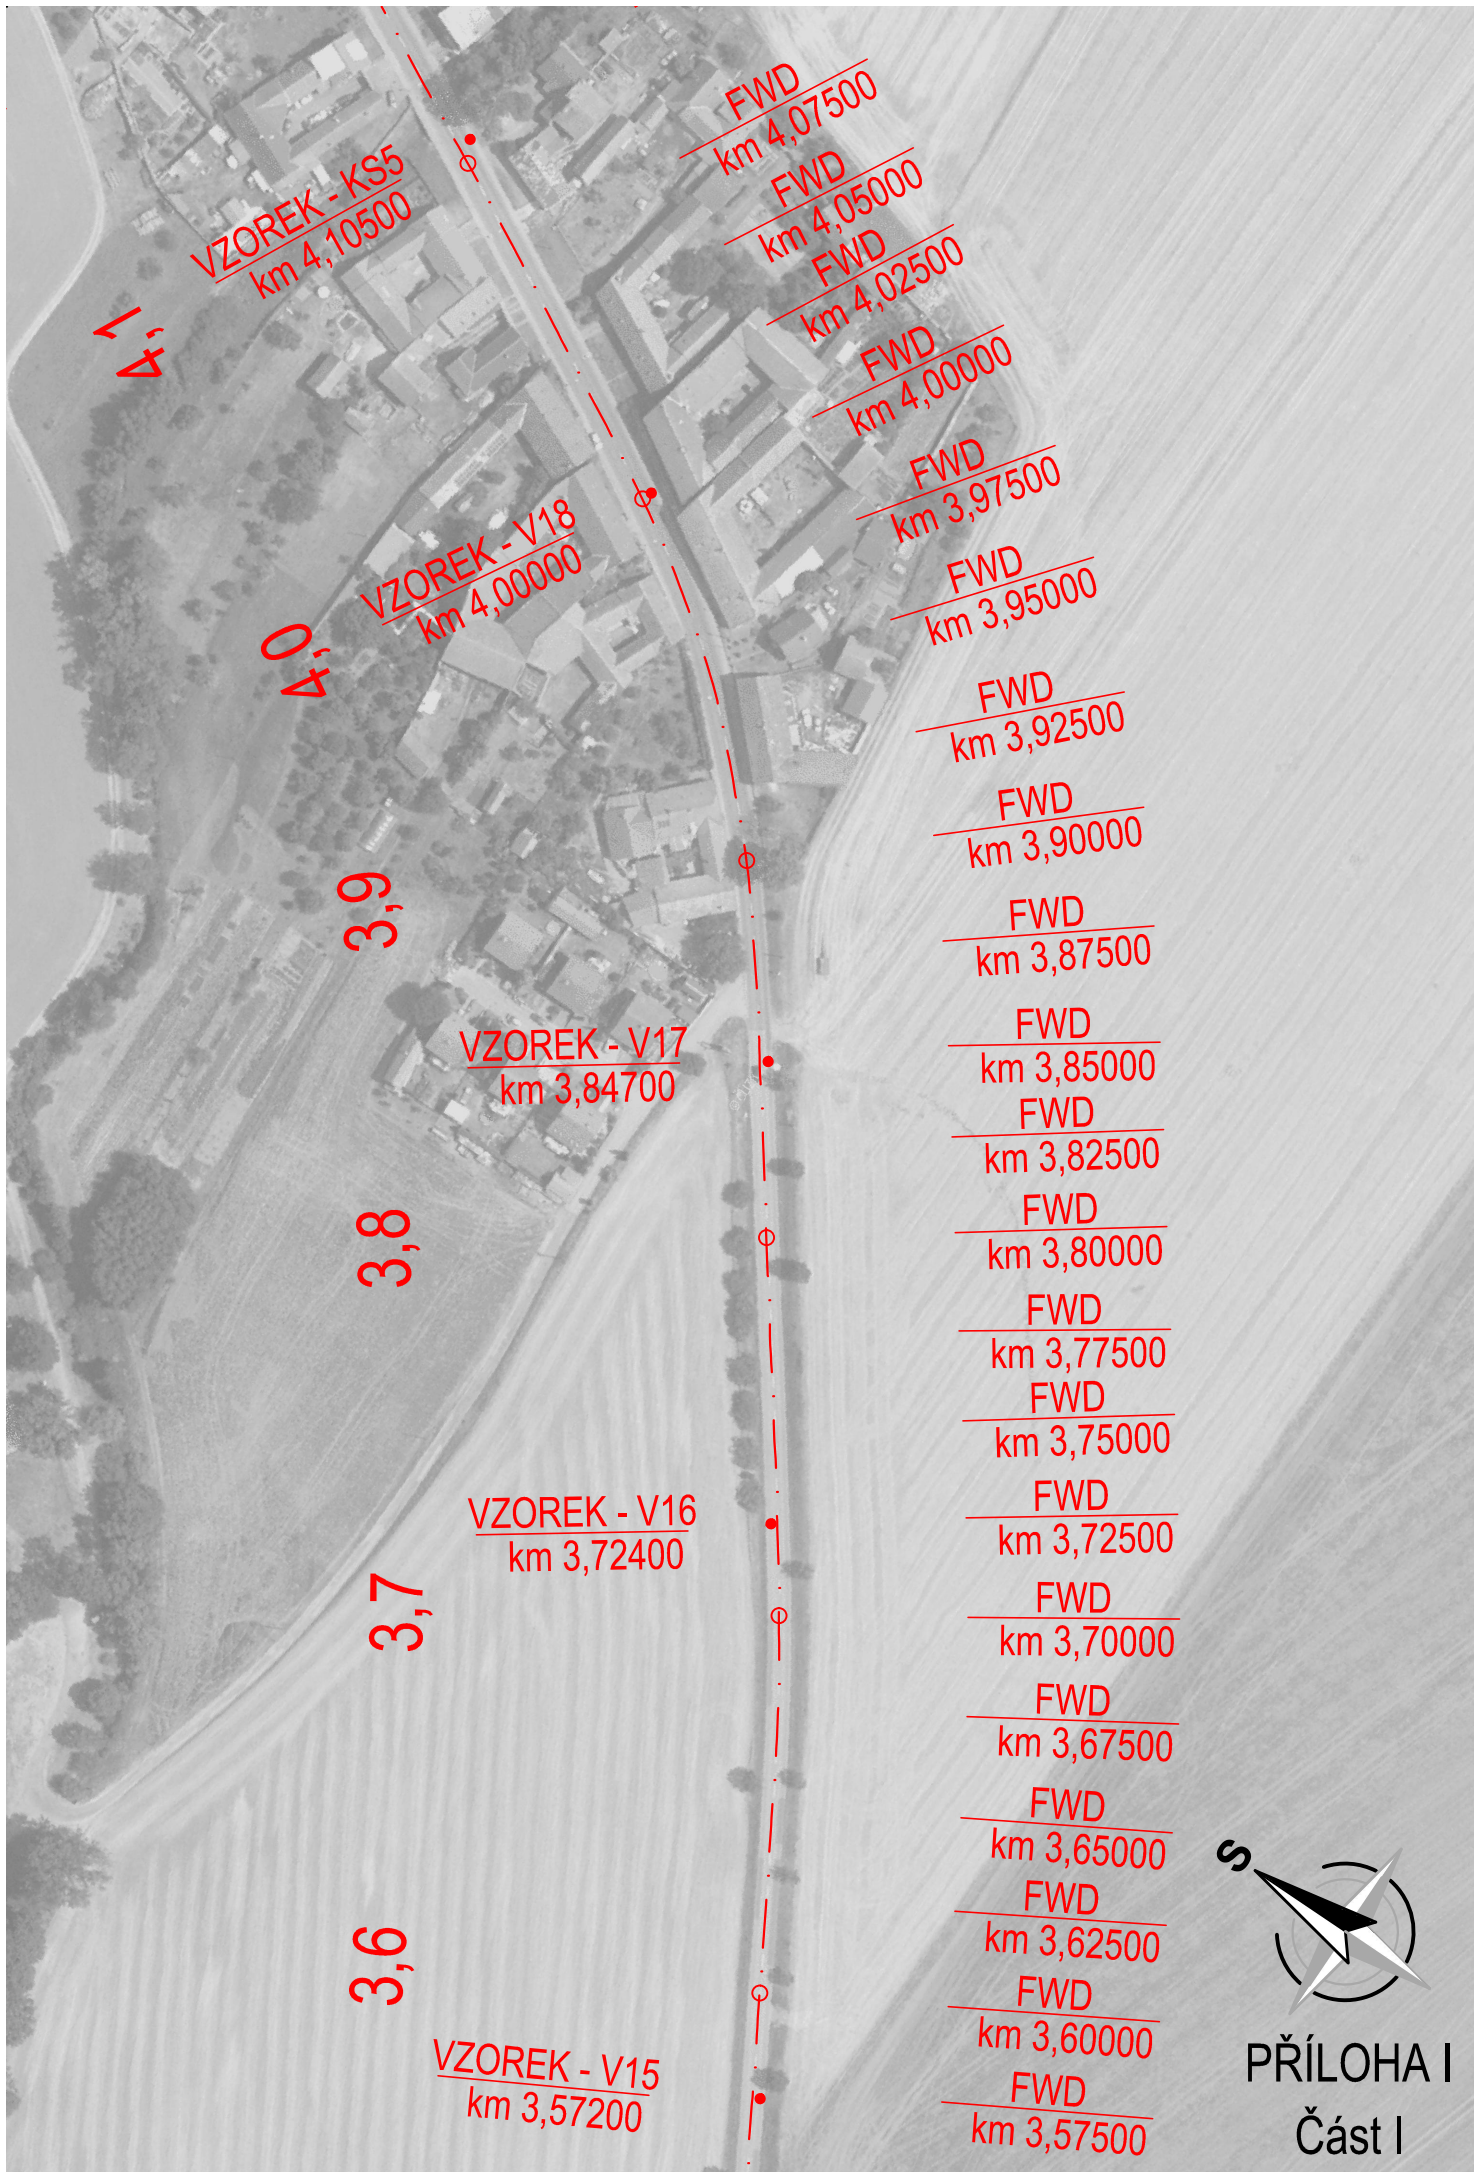 FWD
km 4,07500
FWD
km 4,05000
VZOREK - KS5
km 4,10500
FWD
km 4,02500
4,1
FWD
km 4,00000
FWD
km 3,97500
VZOREK - V18
km 4,00000
FWD
km 3,95000
4,0
FWD
km 3,92500
FWD
km 3,90000
3,9
FWD
km 3,87500
FWD
km 3,85000
VZOREK - V17
km 3,84700
FWD
km 3,82500
3,8
FWD
km 3,80000
FWD
km 3,77500
FWD
km 3,75000
VZOREK - V16
km 3,72400
FWD
km 3,72500
3,7
FWD
km 3,70000
FWD
km 3,67500
FWD
km 3,65000
S
FWD
km 3,62500
3,6
FWD
km 3,60000
VZOREK - V15
km 3,57200
FWD
km 3,57500
PŘÍLOHA I
Část I